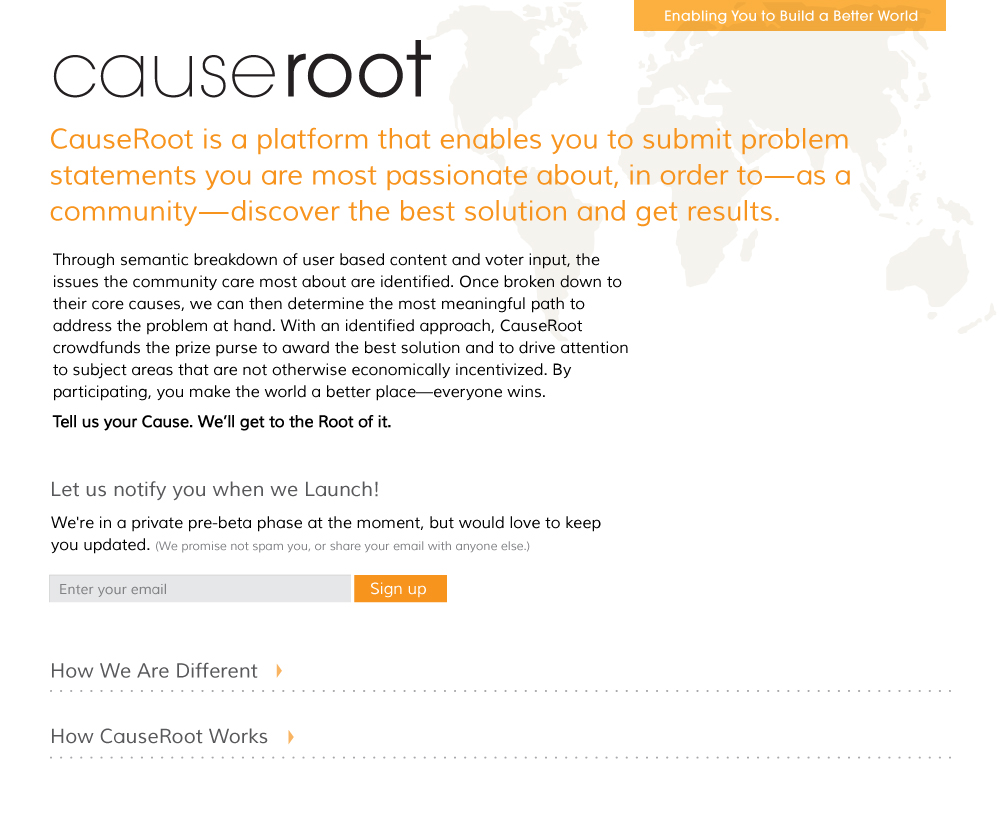 Enabling You to Build a Better World
causeroot
CauseRoot is a platform that enables you to submit problem
statements you are most passionate about, in order to—as a
community—discover the best solution and get results.
Through semantic breakdown of user based content and voter input, the
issues the community care most about are identified. Once broken down to
their core causes, we can then determine the most meaningful path to
address the problem at hand. With an identified approach, CauseRoot
crowdfunds the prize purse to award the best solution and to drive attention
to subject areas that are not otherwise economically incentivized. By
participating, you make the world a better place—everyone wins.
Tell us your Cause. We’ll get to the Root of it.
Let us notify you when we Launch!
We're in a private pre-beta phase at the moment, but would love to keep
you updated. (We promise not spam you, or share your email with anyone else.)
Enter your email
Sign up
How We Are Different
How CauseRoot Works